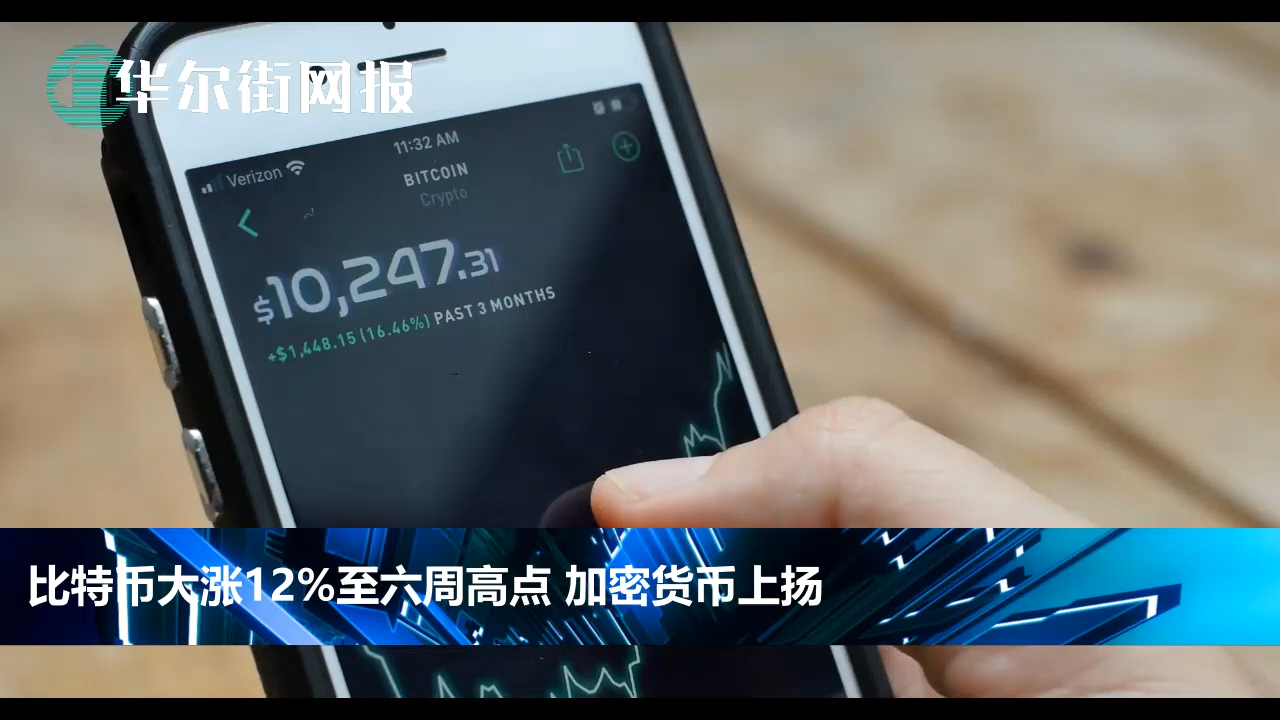 华尔街网报
11:32 AM
Verizon
BITCOIN
Crypto
$10,247.31
+$1,448.15 (16.46%) PAST 3 MONTHS
比特币大涨12%至六周高点 加密货币上扬